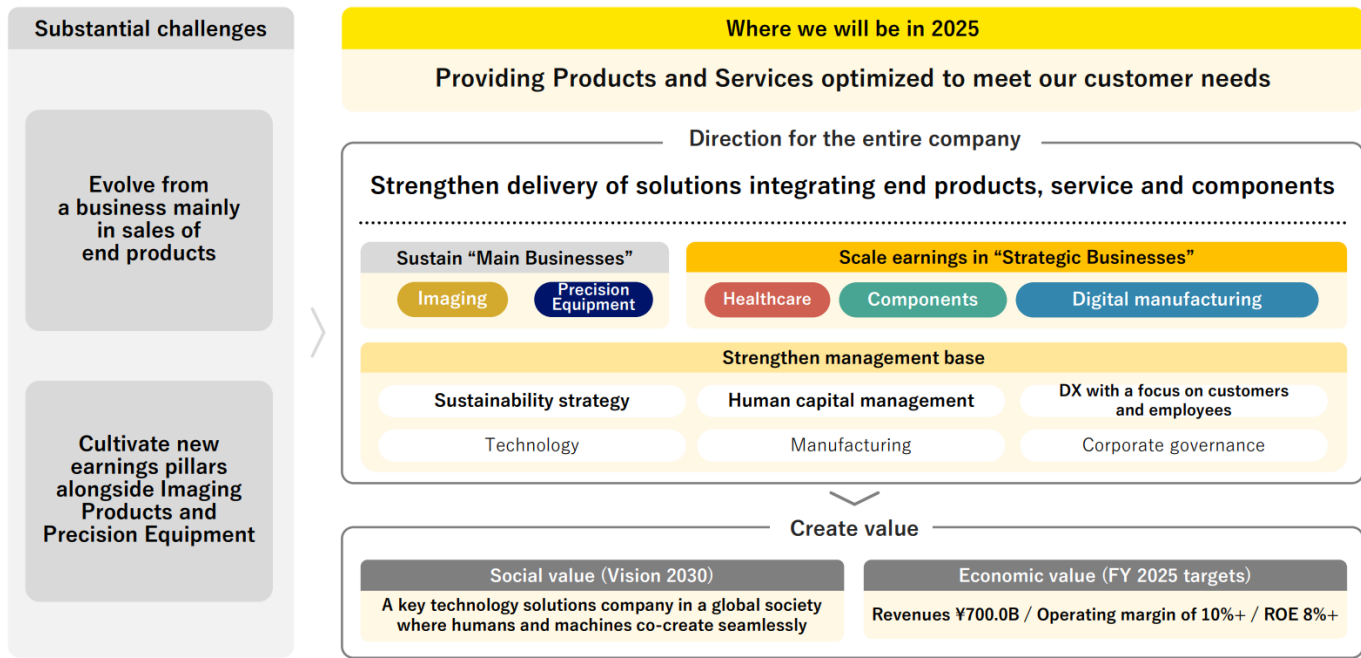 Substantial challenges
Evolve from
a business mainly
in sales of
end products
Cultivate new
earnings pillars
alongside Imaging
Products and
Precision Equipment
Where we will be in 2025
Providing Products and Services optimized to meet our customer needs
Direction for the entire company
Strengthen delivery of solutions integrating end products, service and components
Sustain “Main Businesses”
Imaging
Precision
Equipment
Scale earnings in “Strategic Businesses”
Healthcare
Components
Digital manufacturing
Strengthen management base
Sustainability strategy
Human capital management
DX with a focus on customers
and employees
Technology
Manufacturing
Corporate governance
Create value
Social value (Vision 2030)
A key technology solutions company in a global society
where humans and machines co-create seamlessly
Economic value (FY 2025 targets)
Revenues ¥700.0B / Operating margin of 10%+ / ROE 8%+